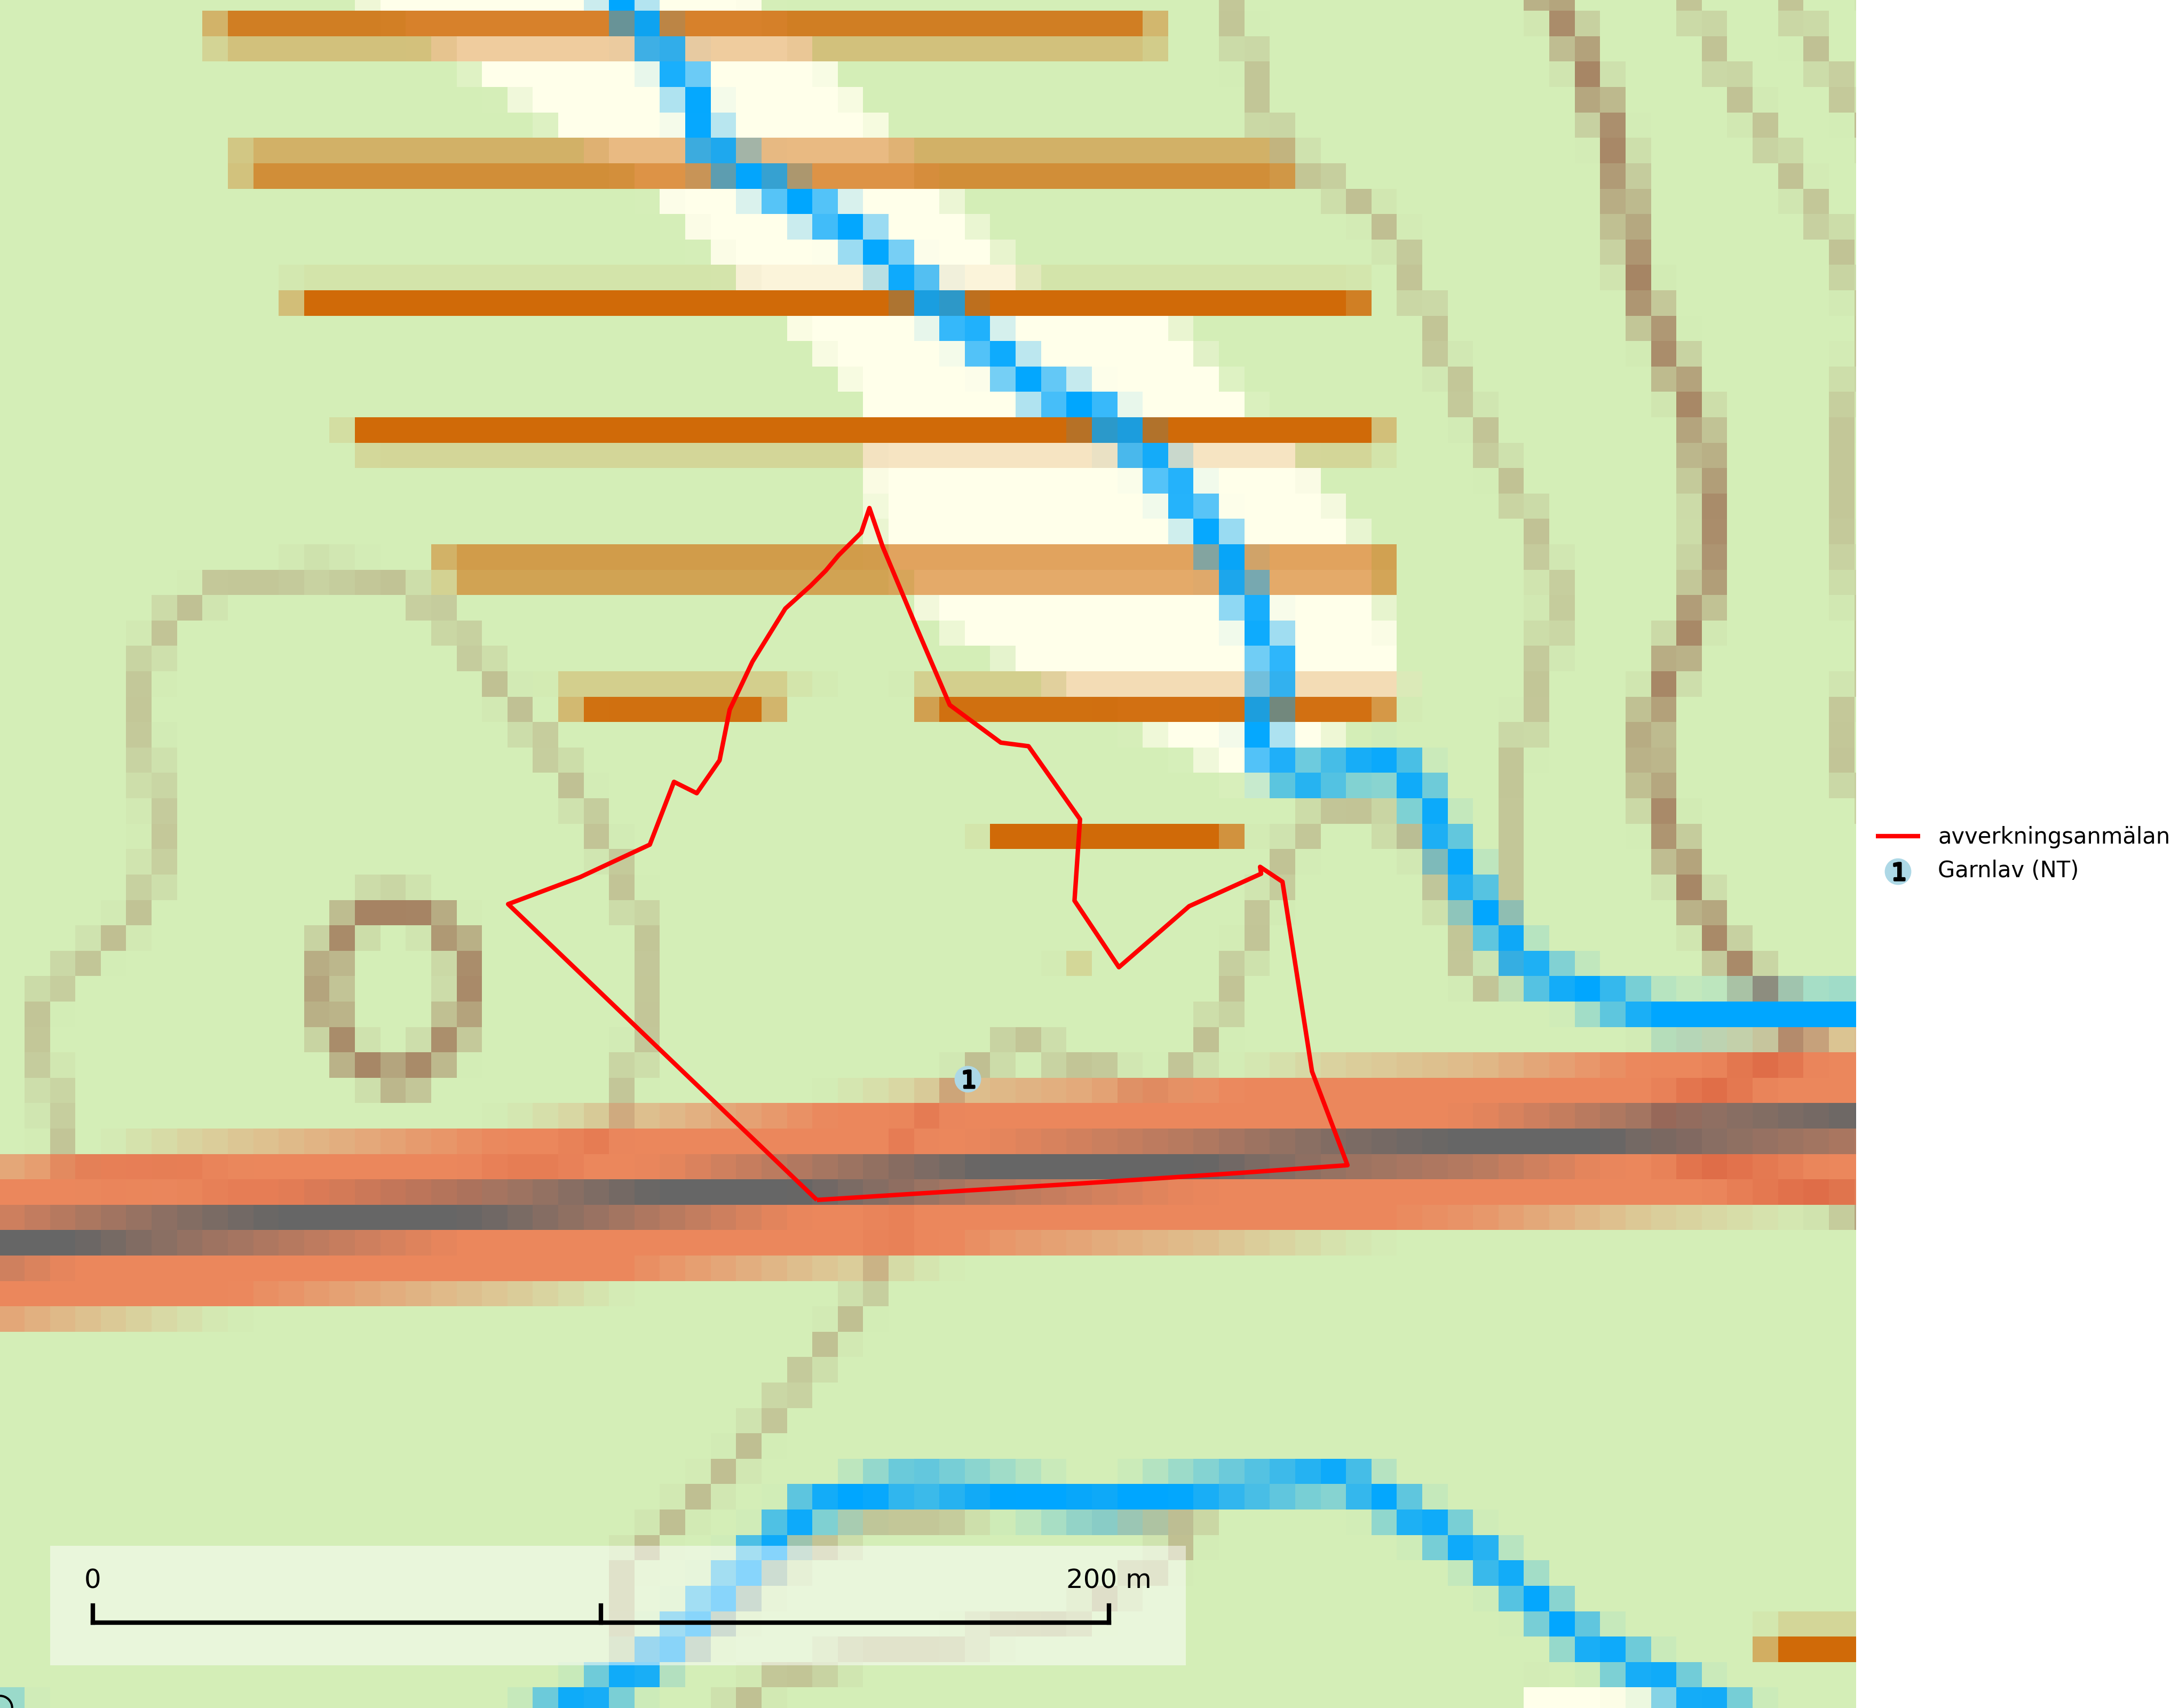 avverkningsanmälan
1 Garnlav (NT)
1
0 200 m